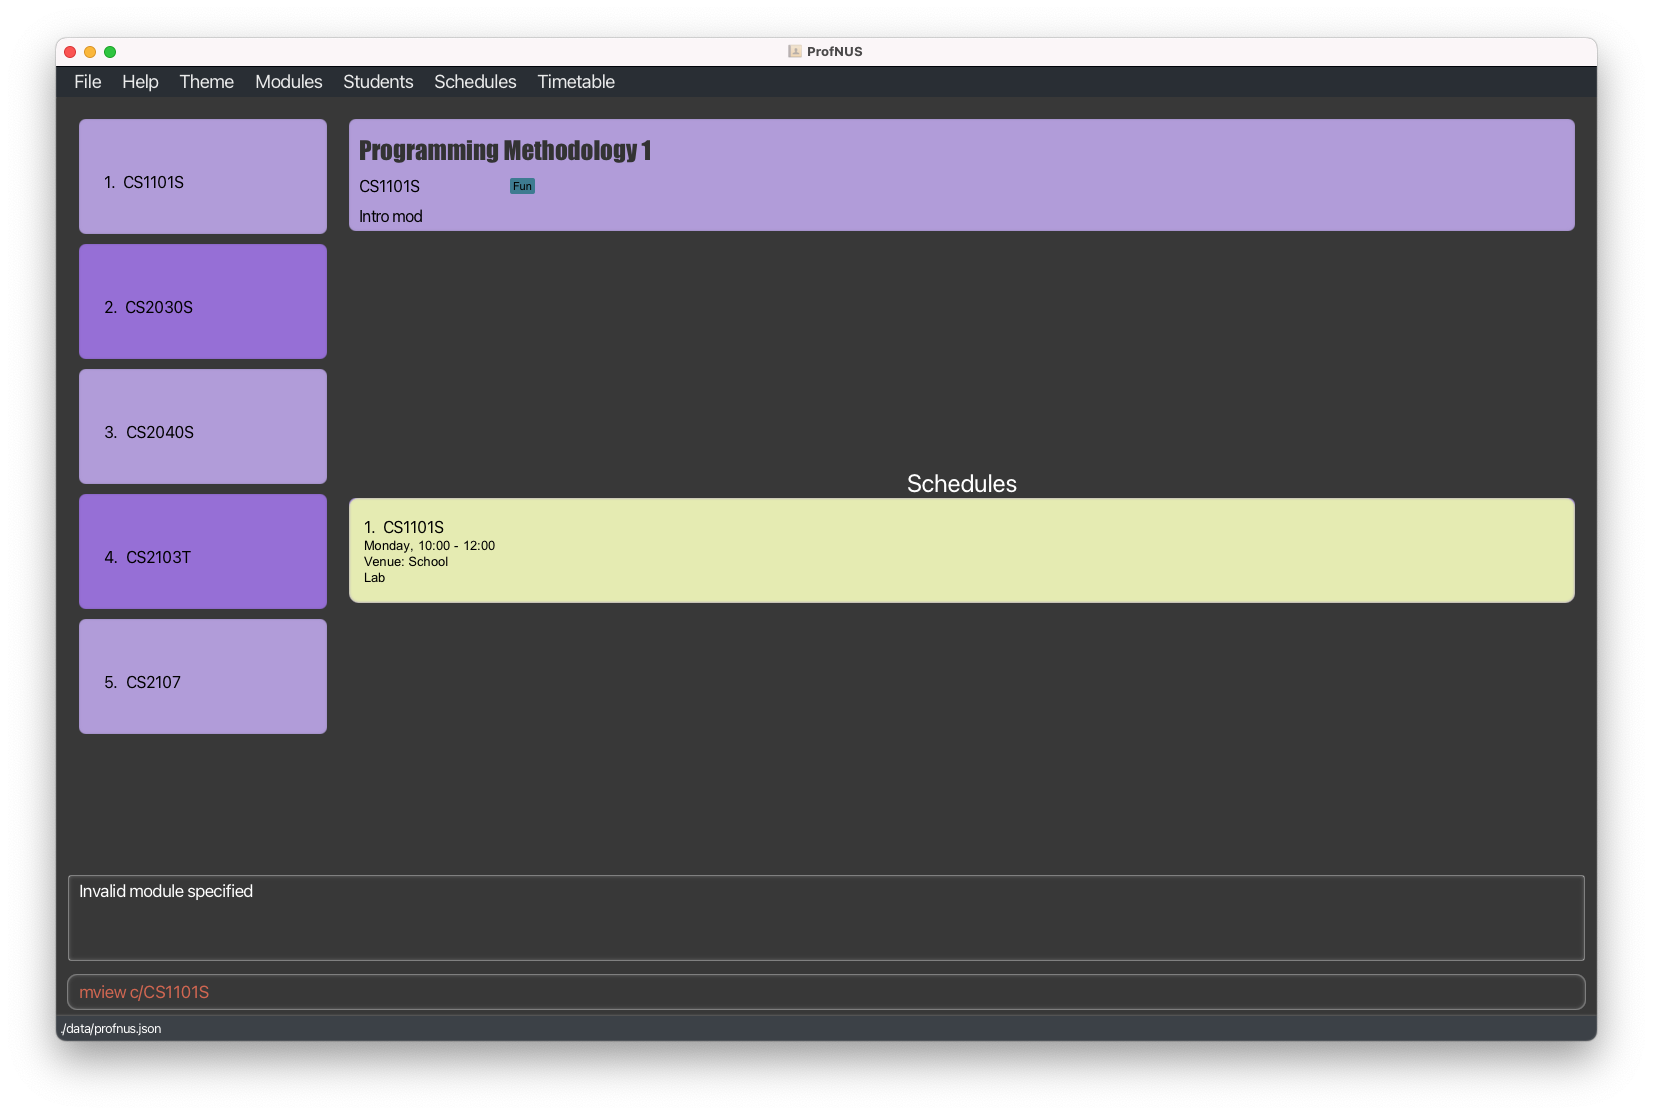 ProfNUS
File Help Theme Modules Students Schedules Timetable
1. CS1101S
2. CS2030S
3. CS2040S
4. CS2103T
5. CS2107
Programming Methodology 1
CS1101S Fun
Intro mod
Schedules
1. CS1101S
Monday, 10:00 - 12:00
Venue: School
Lab
Invalid module specified
mview c/CS1101S
./data/profnus.json